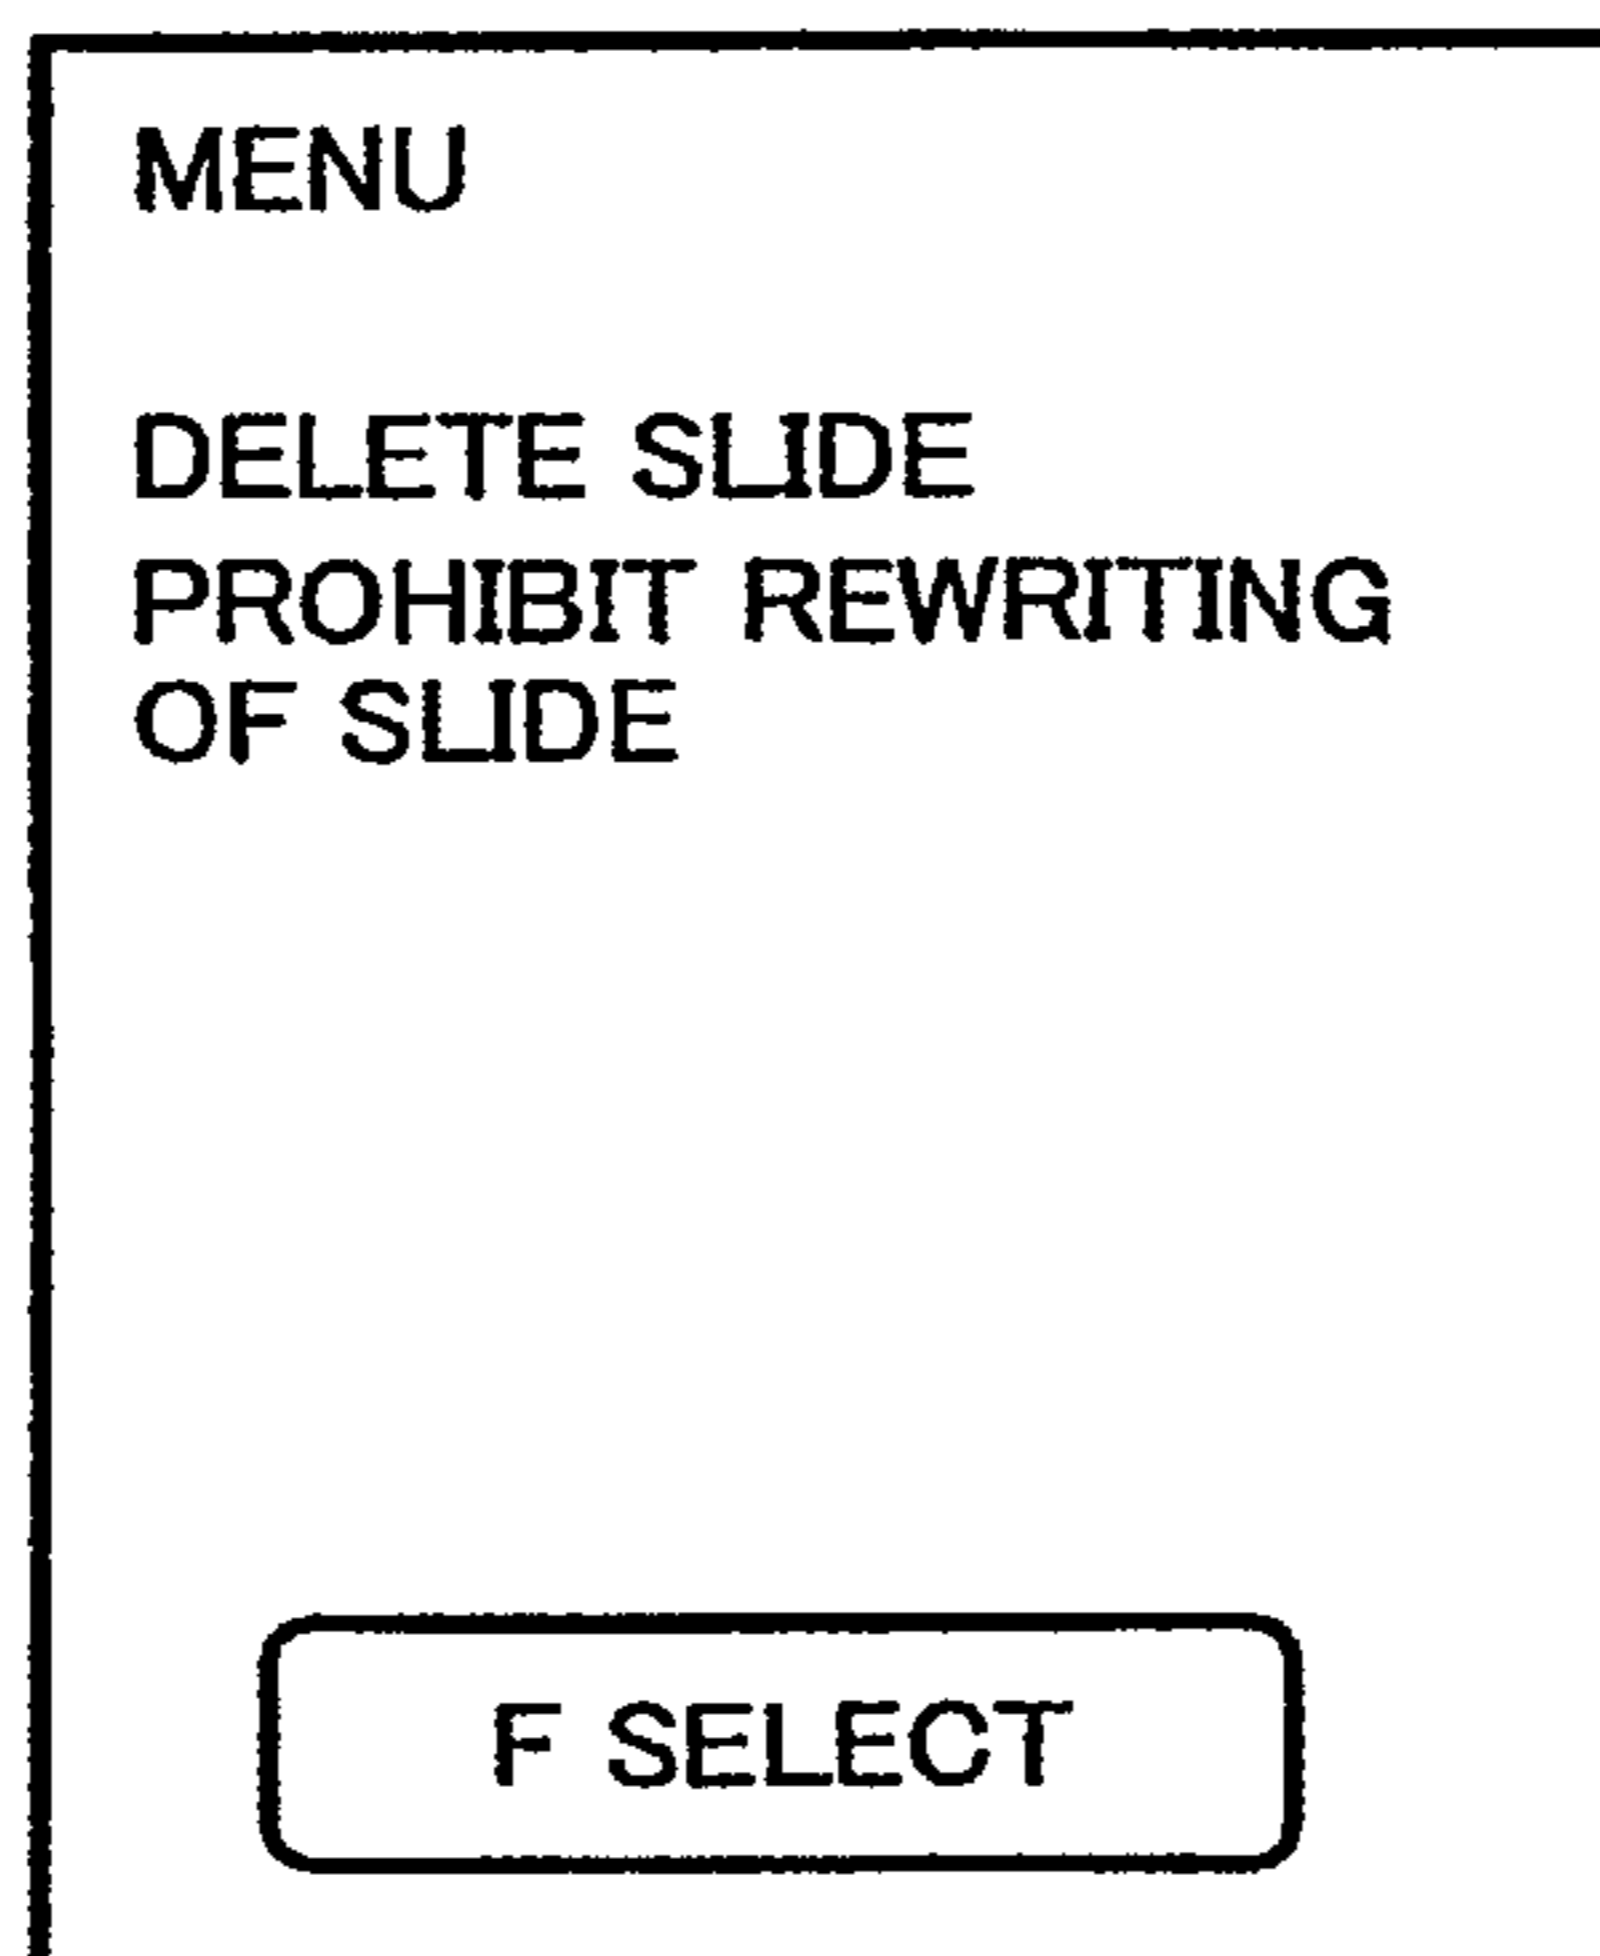 MENU
DELETE SLIDE
PROHIBIT REWRITING
OF SLIDE
F SELECT